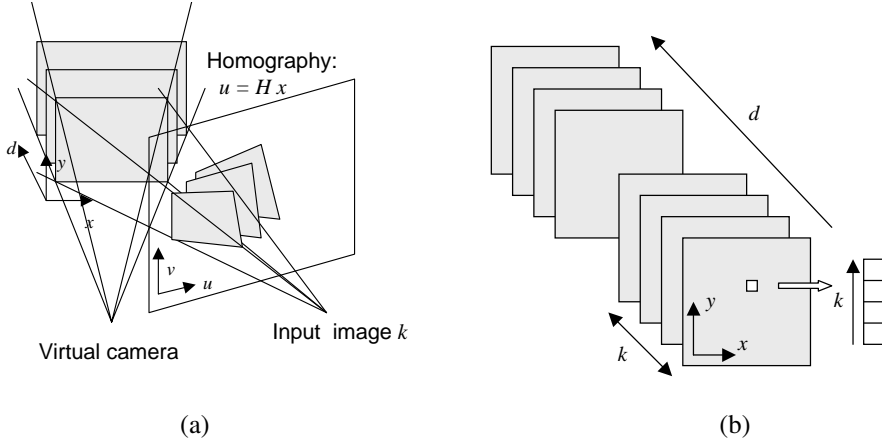 Homography:
u = H x
d
y
x
v
u
Virtual camera
Input image k
(a)
d
k
y
x
k
(b)